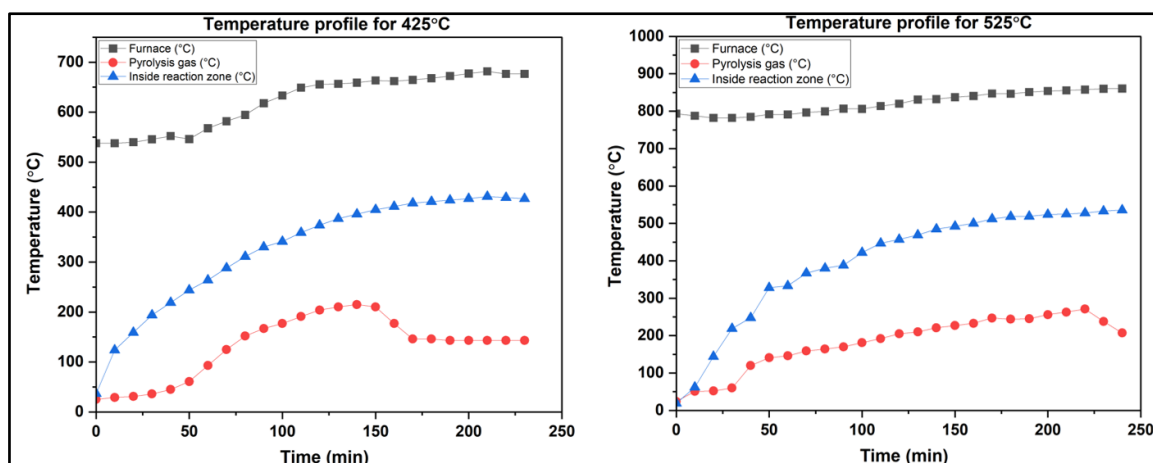 Temperature profile for 425°C
Furnace (°C)
Pyrolysis gas (°C)
Inside reaction zone (°C)
Temperature (°C)
700
600
500
400
300
200
100
0
0 50 100 150 200 250
Time (min)
Temperature profile for 525°C
Furnace (°C)
Pyrolysis gas (°C)
Inside reaction zone (°C)
Temperature (°C)
1000
900
800
700
600
500
400
300
200
100
0
0 50 100 150 200 250
Time (min)